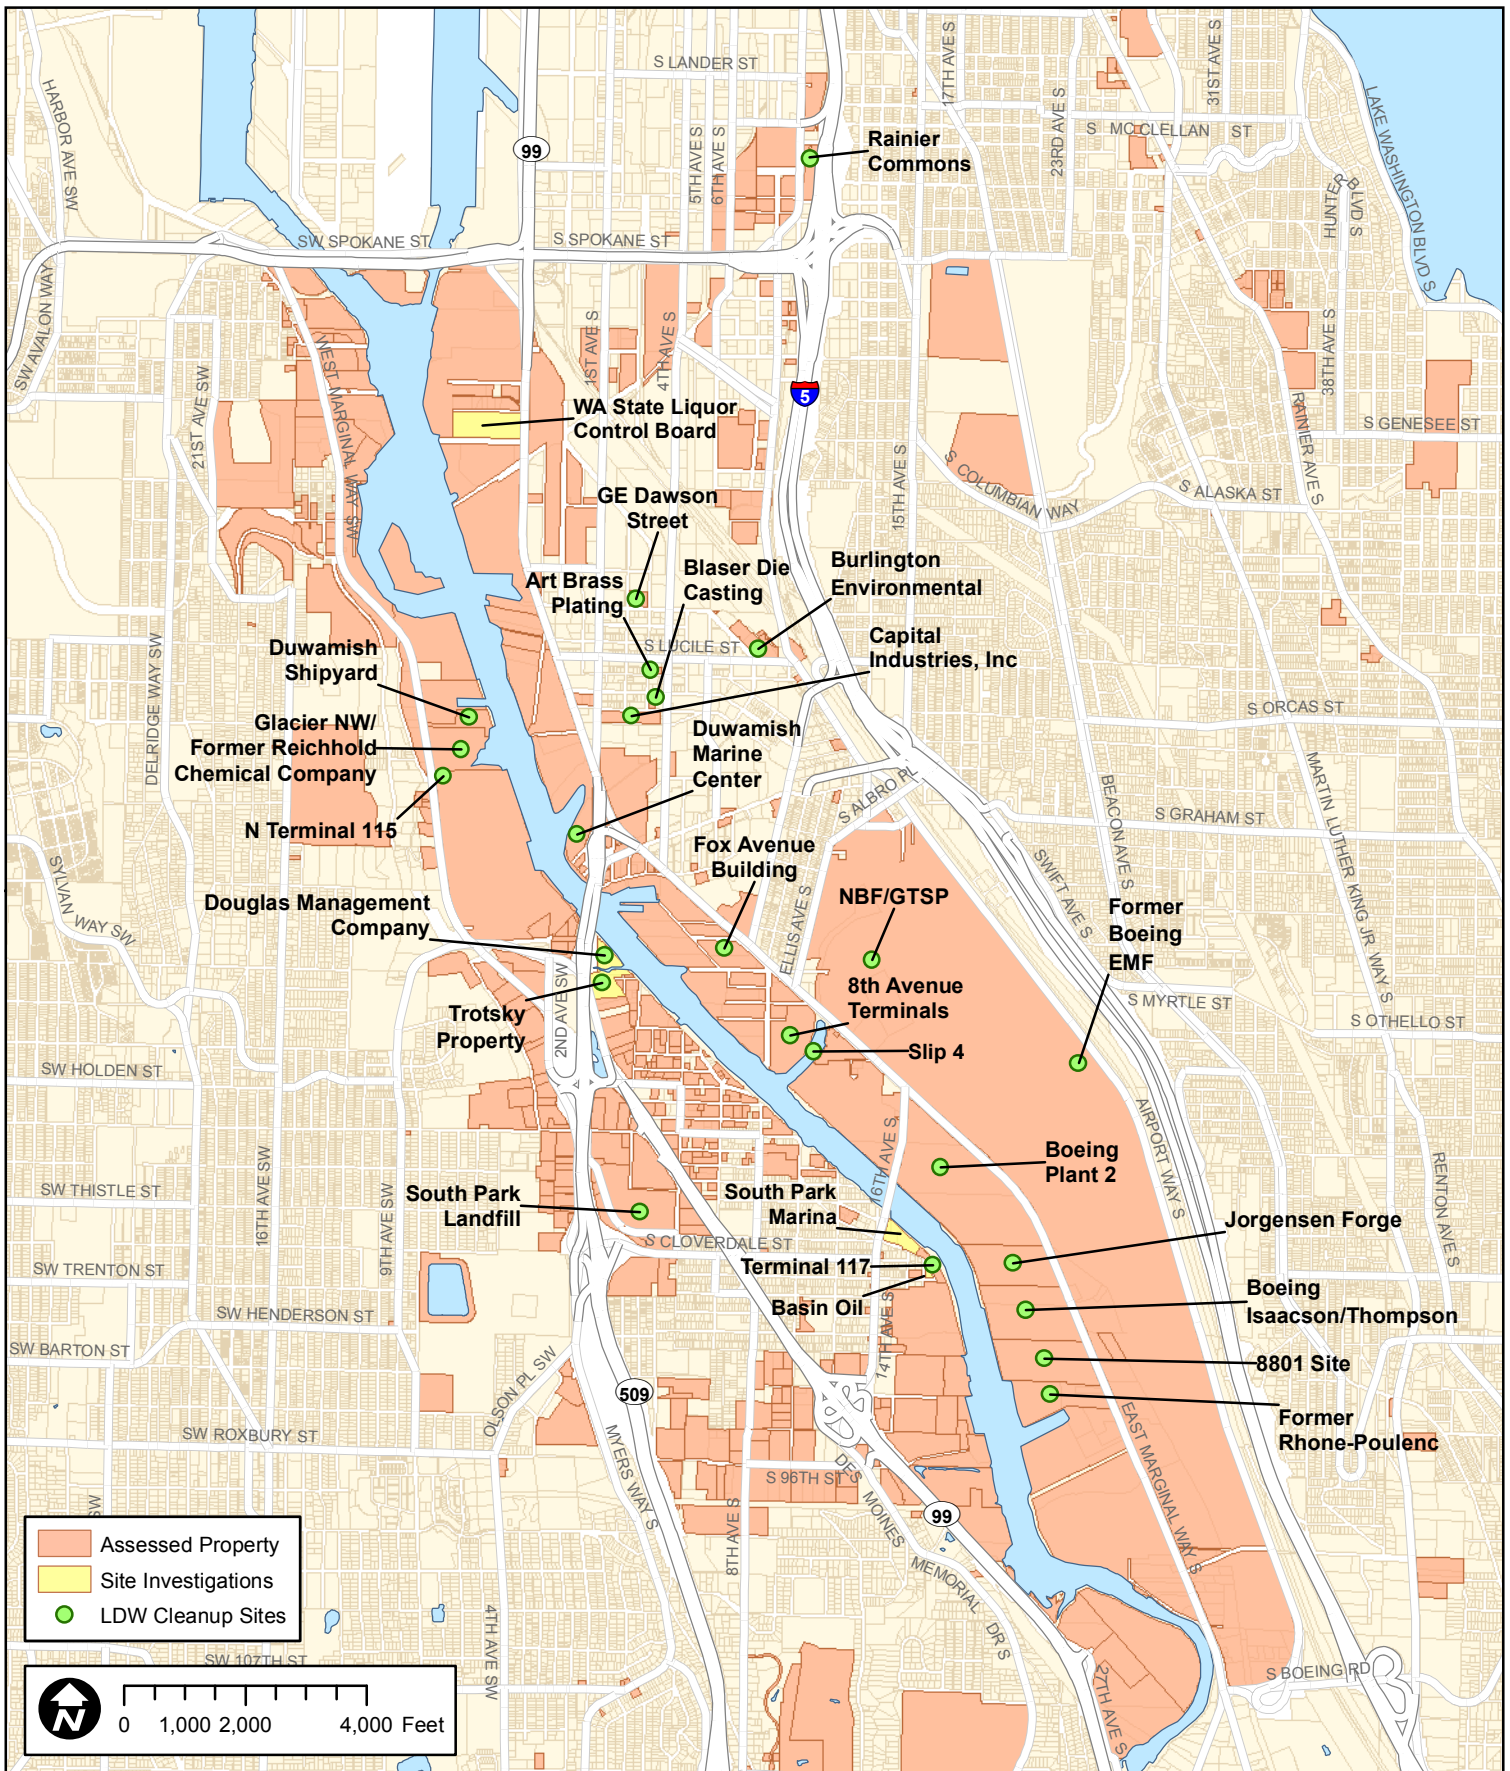 S LANDER ST
HARBOR AVE SW
17TH AVE S
31ST AVE S
23RD AVE S
5TH AVE S
6TH AVE S
99
S MC CLELLAN ST
LAKE WASHINGTON BLVD S
Rainier
Commons
HUNTER BLVD S
SW SPOKANE ST
S SPOKANE ST
SW AVALON WAY
WEST MARGINAL WAY SW
1ST AVE S
4TH AVE S
38TH AVE S
21ST AVE SW
5
RAINIER AVE S
WA State Liquor
Control Board
S GENESEE ST
15TH AVE S
S COLUMBIAN WAY
S ALASKA ST
GE Dawson
Street
Blaser Die
Casting
Burlington
Environmental
Art Brass
Plating
DELRIDGE WAY SW
S LUCILE ST
Capital
Industries, Inc
Duwamish
Shipyard
Glacier NW/
Former Reichhold
Chemical Company
S ORCAS ST
Duwamish
Marine
Center
MARTIN LUTHER KING JR WAY S
BEACON AVE S
S ALBRO PL
S GRAHAM ST
N Terminal 115
SYLVAN WAY SW
Fox Avenue
Building
SWIFT AVE S
ELLIS AVE S
NBF/GTSP
Douglas Management
Company
Former
Boeing
EMF
2ND AVE SW
8th Avenue
Terminals
S MYRTLE ST
S OTHELLO ST
Trotsky
Property
Slip 4
SW HOLDEN ST
AIRPORT WAY S
16TH AVE S
Boeing
Plant 2
RENTON AVE S
SW THISTLE ST
16TH AVE SW
9TH AVE SW
South Park
Landfill
South Park
Marina
Jorgensen Forge
S CLOVERDALE ST
Terminal 117
SW TRENTON ST
Basin Oil
Boeing
Isaacson/Thompson
14TH AVE S
SW HENDERSON ST
SW BARTON ST
8801 Site
OLSON PL SW
509
Former
Rhone-Poulenc
EAST MARGINAL WAY S
SW ROXBURY ST
MYERS WAY S
S 96TH ST
DES MOINES MEMORIAL DR S
99
SW
8TH AVE S
Assessed Property
Site Investigations
LDW Cleanup Sites
4TH AVE SW
SW 107TH ST
27TH AVE S
S BOEING RD
N
0 1,000 2,000 4,000 Feet